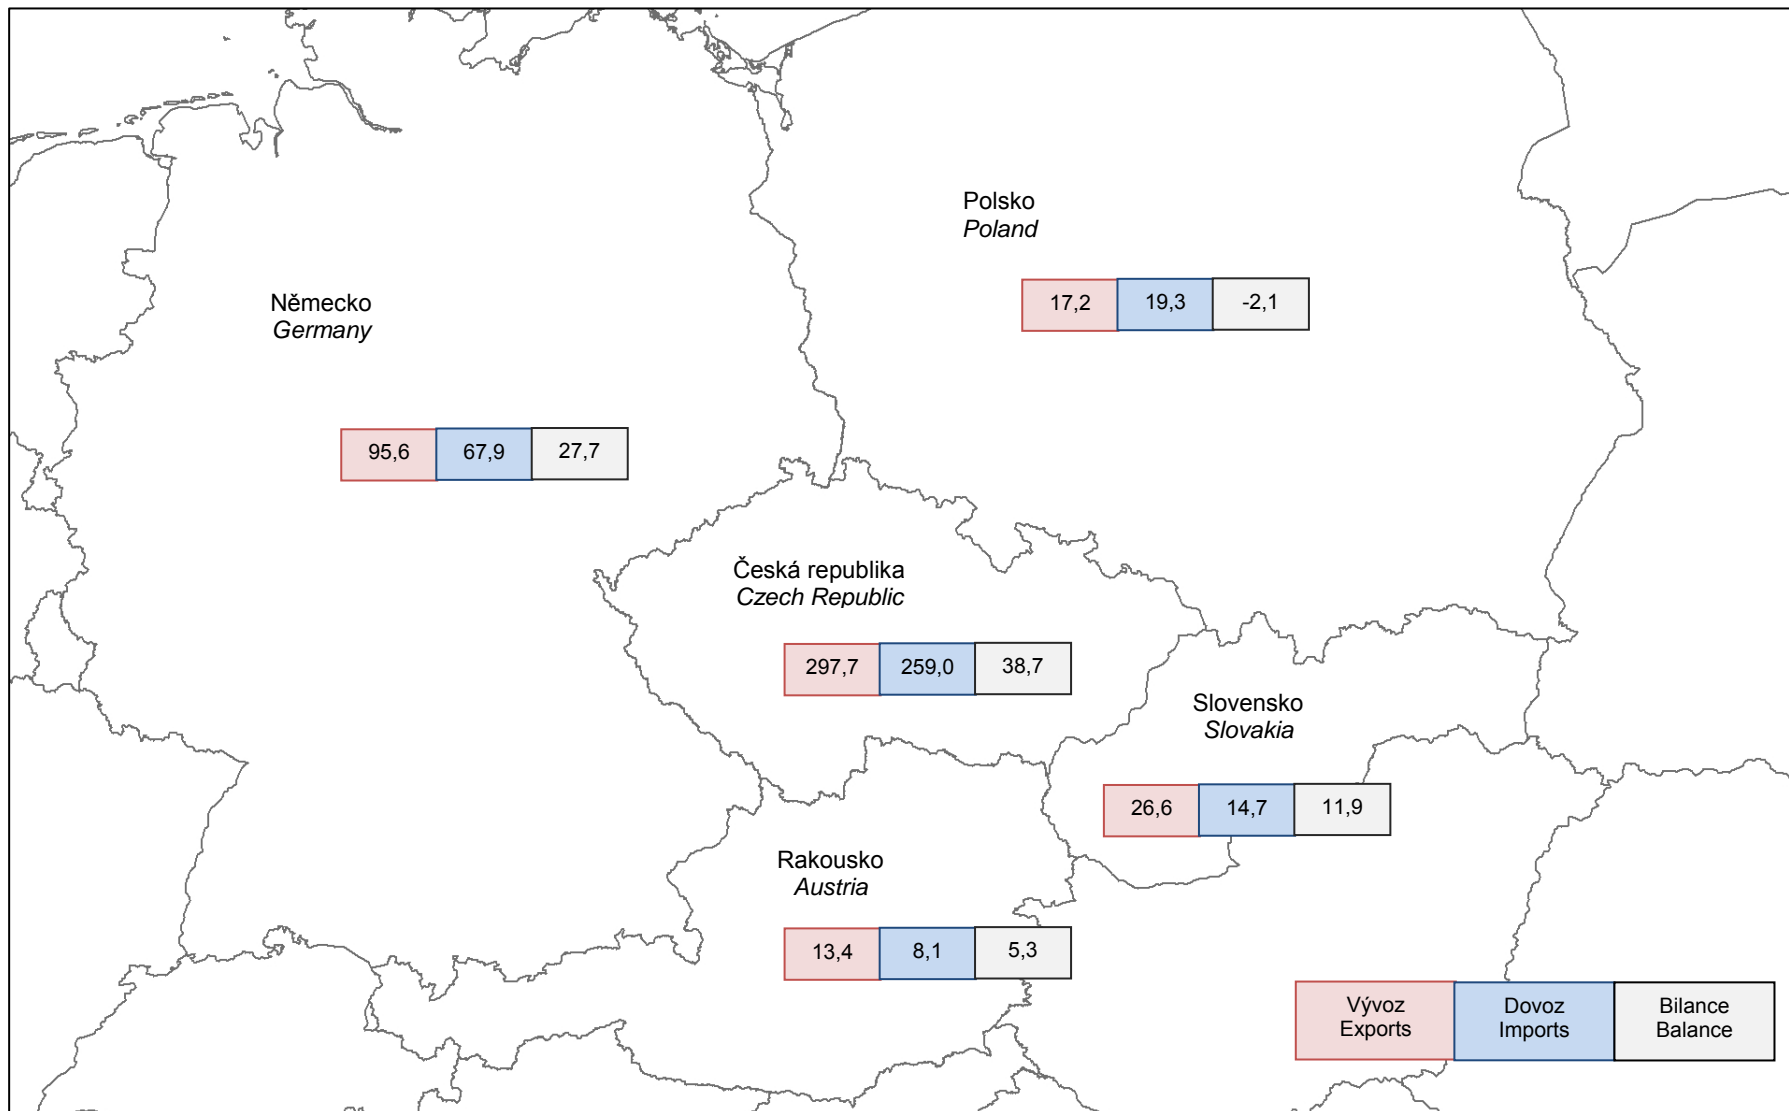 Polsko
Poland
17,2 19,3 -2,1
Německo
Germany
95,6 67,9 27,7
Česká republika
Czech Republic
297,7 259,0 38,7
Slovensko
Slovakia
26,6 14,7 11,9
Rakousko
Austria
13,4 8,1 5,3
Vývoz Dovoz Bilance
Exports Imports Balance